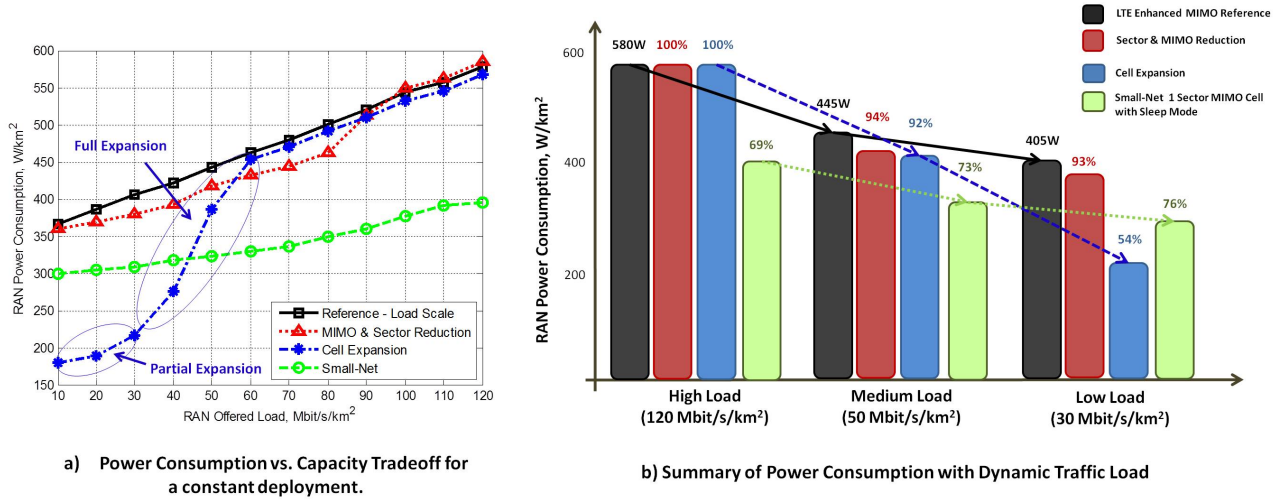 600
550
500
450
400
350
300
250
200
150
RAN Power Consumption, W/km2
Full Expansion
Partial Expansion
Reference - Load Scale
MIMO & Sector Reduction
Cell Expansion
Small-Net
10 20 30 40 50 60 70 80 90 100 110 120
RAN Offered Load, Mbit/s/km2
a) Power Consumption vs. Capacity Tradeoff for
a constant deployment.
LTE Enhanced MIMO Reference
Sector & MIMO Reduction
Cell Expansion
Small-Net 1 Sector MIMO Cell
with Sleep Mode
RAN Power Consumption, W/km2
600
400
200
580W 100% 100%
69%
445W
94%
92%
73%
405W
93%
54%
76%
High Load
(120 Mbit/s/km2)
Medium Load
(50 Mbit/s/km2)
Low Load
(30 Mbit/s/km2)
b) Summary of Power Consumption with Dynamic Traffic Load